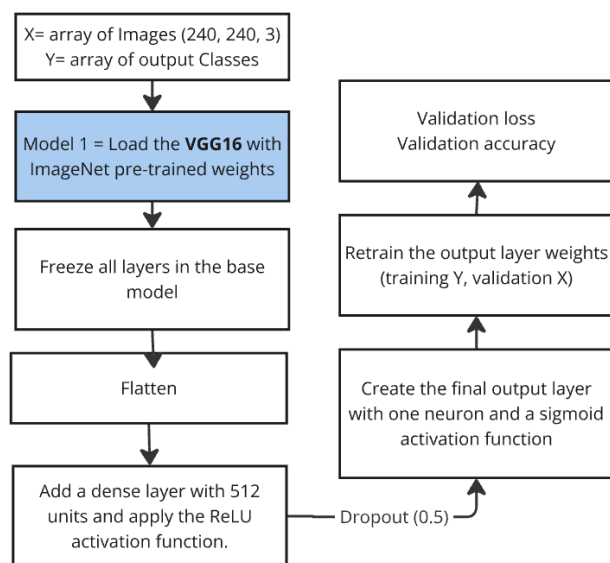 X= array of Images (240, 240, 3)
Y= array of output Classes
Model 1 = Load the VGG16 with
ImageNet pre-trained weights
Freeze all layers in the base
model
Flatten
Add a dense layer with 512
units and apply the ReLU
activation function.
Dropout (0.5)
Create the final output layer
with one neuron and a sigmoid
activation function
Retrain the output layer weights
(training Y, validation X)
Validation loss
Validation accuracy